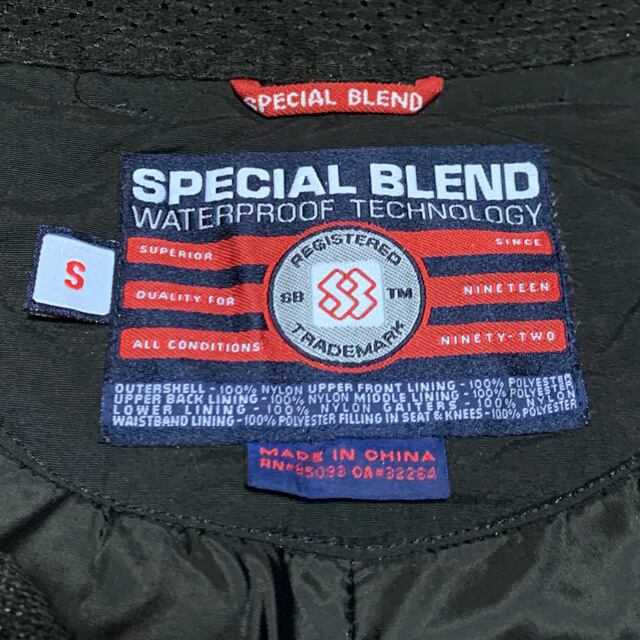 SPECIAL BLEND
SPECIAL BLEND
WATERPROOF TECHNOLOGY
S
SUPERIOR
QUALITY FOR
ALL CONDITIONS
REGISTERED
SB TM
TRADEMARK
SINCE
NINETEEN
NINETY-TWO
OUTERSHELL - 100% NYLON UPPER FRONT LINING - 100% POLYESTER
UPPER BACK LINING - 100% NYLON MIDDLE LINING - 100% POLYESTER
LOWER LINING - 100% NYLON GAITERS - 100% NYLON
WAISTBAND LINING - 100% POLYESTER FILLING IN SEAT & KNEES - 100% POLYESTER
MADE IN CHINA